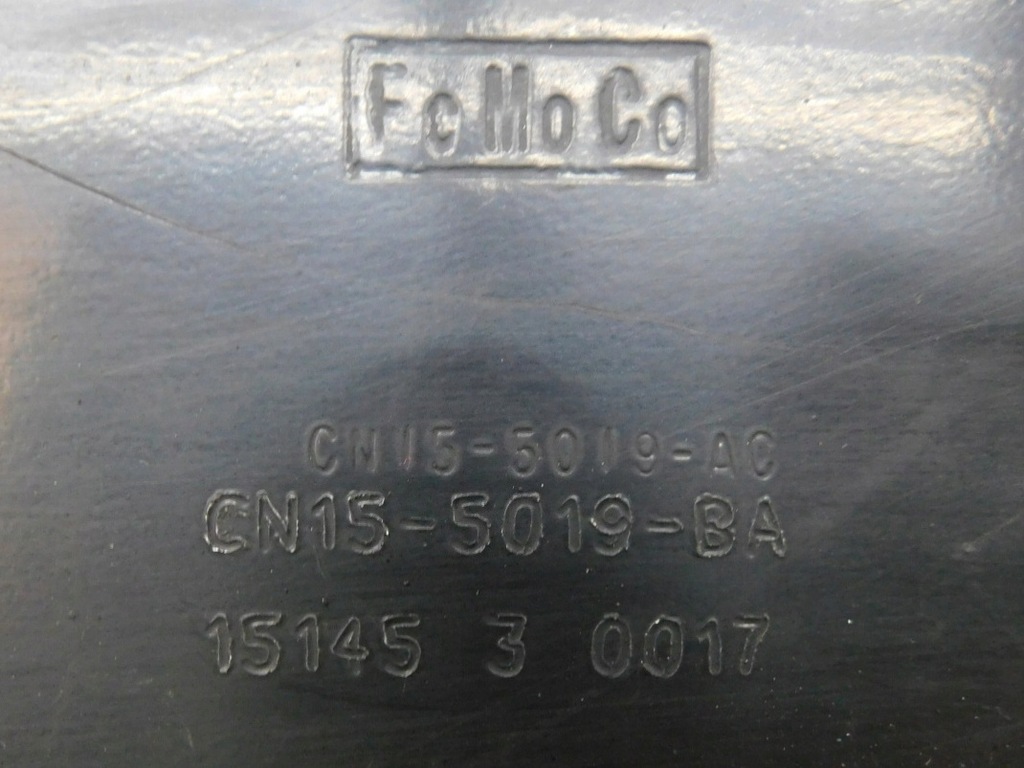 FoMoCo
CN15-5019-AC
CN15-5019-BA
15145 3 0017